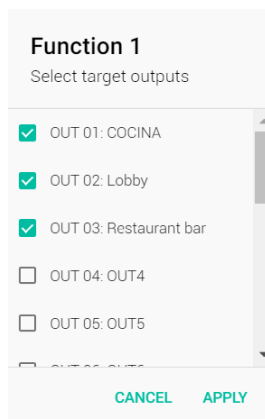 Function 1
Select target outputs
OUT 01: COCINA
OUT 02: Lobby
OUT 03: Restaurant bar
OUT 04: OUT4
OUT 05: OUT5
CANCEL APPLY